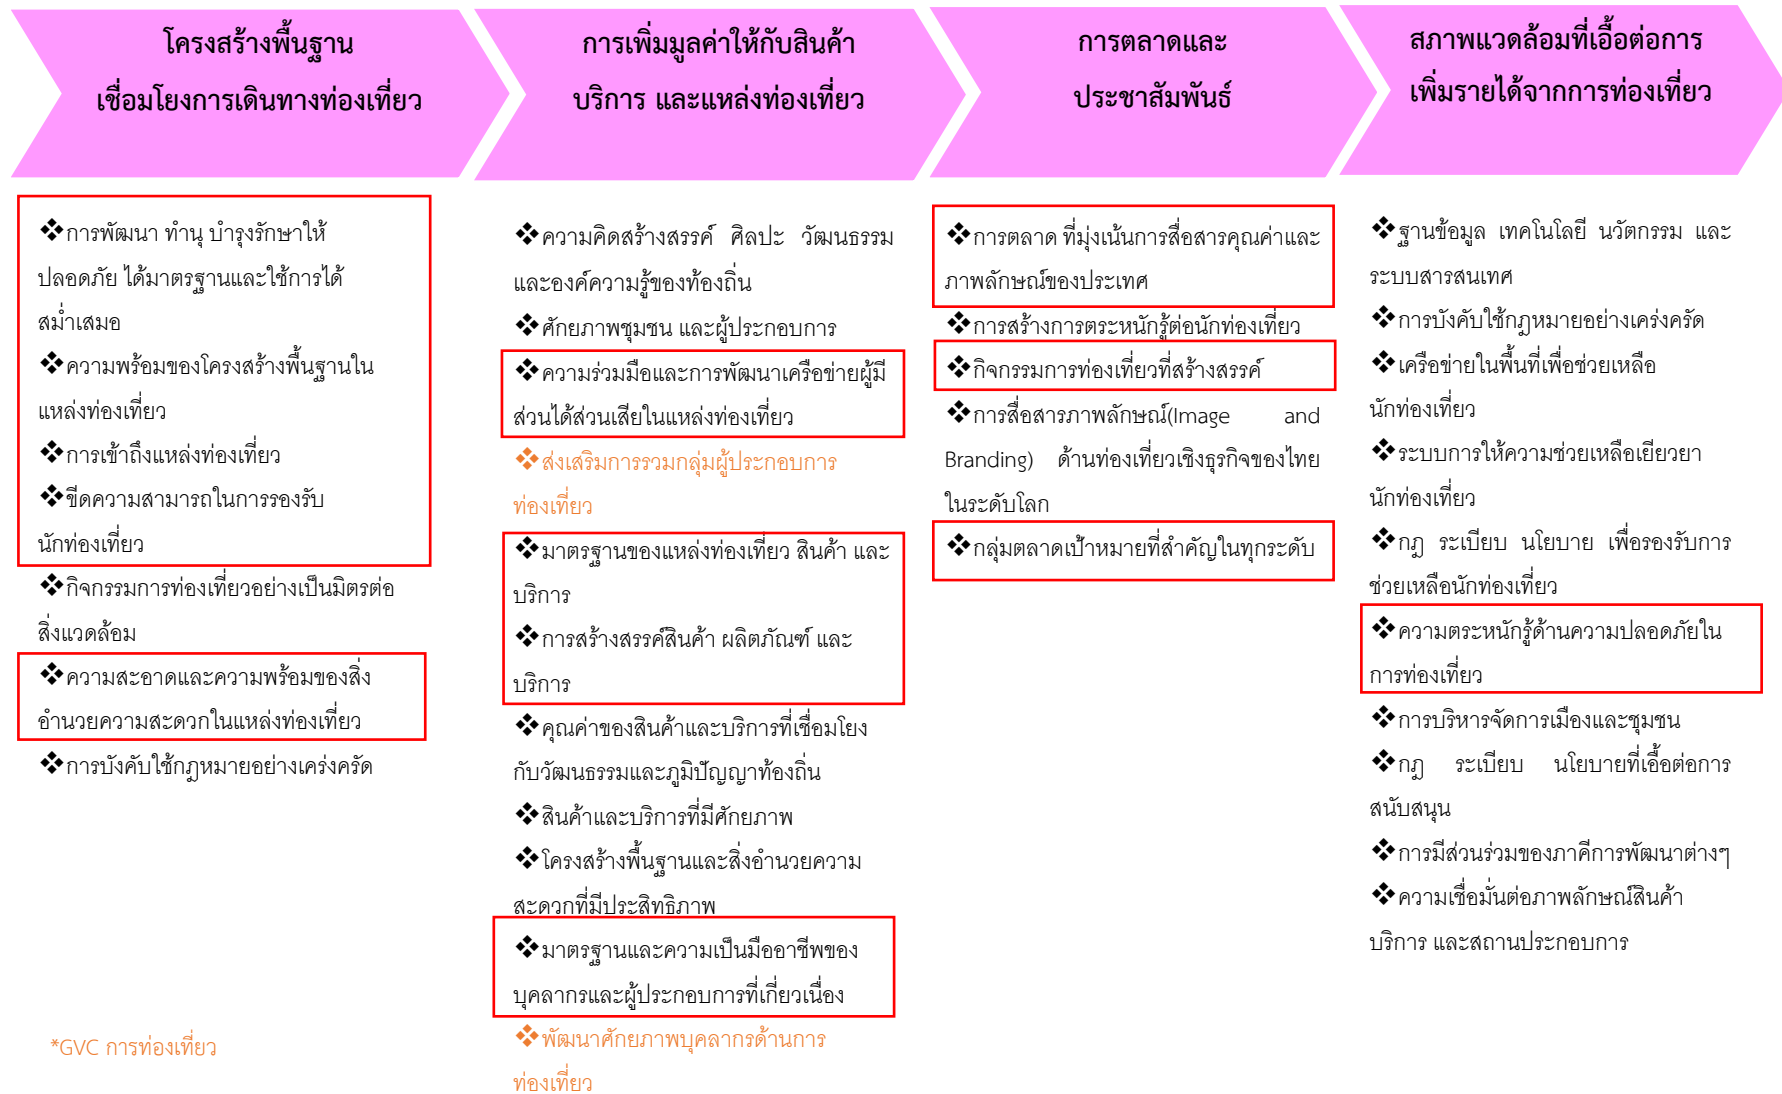 โครงสร้างพื้นฐาน
เชื่อมโยงการเดินทางท่องเที่ยว
การเพิ่มมูลค่าให้กับสินค้า
บริการ และแหล่งท่องเที่ยว
การตลาดและ
ประชาสัมพันธ์
สภาพแวดล้อมที่เอื้อต่อการ
เพิ่มรายได้จากการท่องเที่ยว
❖การพัฒนา ทำนุ บำรุงรักษาให้
ปลอดภัย ได้มาตรฐานและใช้การได้
สม่ำเสมอ
❖ความพร้อมของโครงสร้างพื้นฐานใน
แหล่งท่องเที่ยว
❖การเข้าถึงแหล่งท่องเที่ยว
❖ขีดความสามารถในการรองรับ
นักท่องเที่ยว
❖กิจกรรมการท่องเที่ยวอย่างเป็นมิตรต่อ
สิ่งแวดล้อม
❖ความสะอาดและความพร้อมของสิ่ง
อำนวยความสะดวกในแหล่งท่องเที่ยว
❖การบังคับใช้กฎหมายอย่างเคร่งครัด
*GVC การท่องเที่ยว
❖ความคิดสร้างสรรค์ ศิลปะ วัฒนธรรม
และองค์ความรู้ของท้องถิ่น
❖ศักยภาพชุมชน และผู้ประกอบการ
❖ความร่วมมือและการพัฒนาเครือข่ายผู้มี
ส่วนได้ส่วนเสียในแหล่งท่องเที่ยว
❖ส่งเสริมการรวมกลุ่มผู้ประกอบการ
ท่องเที่ยว
❖มาตรฐานของแหล่งท่องเที่ยว สินค้า และ
บริการ
❖การสร้างสรรค์สินค้า ผลิตภัณฑ์ และ
บริการ
❖คุณค่าของสินค้าและบริการที่เชื่อมโยง
กับวัฒนธรรมและภูมิปัญญาท้องถิ่น
❖สินค้าและบริการที่มีศักยภาพ
❖โครงสร้างพื้นฐานและสิ่งอำนวยความ
สะดวกที่มีประสิทธิภาพ
❖มาตรฐานและความเป็นมืออาชีพของ
บุคลากรและผู้ประกอบการที่เกี่ยวเนื่อง
❖พัฒนาศักยภาพบุคลากรด้านการ
ท่องเที่ยว
❖การตลาด ที่มุ่งเน้นการสื่อสารคุณค่าและ
ภาพลักษณ์ของประเทศ
❖การสร้างการตระหนักรู้ต่อนักท่องเที่ยว
❖กิจกรรมการท่องเที่ยวที่สร้างสรรค์
❖การสื่อสารภาพลักษณ์(Image and
Branding) ด้านท่องเที่ยวเชิงธุรกิจของไทย
ในระดับโลก
❖กลุ่มตลาดเป้าหมายที่สำคัญในทุกระดับ
❖ฐานข้อมูล เทคโนโลยี นวัตกรรม และ
ระบบสารสนเทศ
❖การบังคับใช้กฎหมายอย่างเคร่งครัด
❖เครือข่ายในพื้นที่เพื่อช่วยเหลือ
นักท่องเที่ยว
❖ระบบการให้ความช่วยเหลือเยียวยา
นักท่องเที่ยว
❖กฎ ระเบียบ นโยบาย เพื่อรองรับการ
ช่วยเหลือนักท่องเที่ยว
❖ความตระหนักรู้ด้านความปลอดภัยใน
การท่องเที่ยว
❖การบริหารจัดการเมืองและชุมชน
❖กฎ ระเบียบ นโยบายที่เอื้อต่อการ
สนับสนุน
❖การมีส่วนร่วมของภาคีการพัฒนาต่างๆ
❖ความเชื่อมั่นต่อภาพลักษณ์สินค้า
บริการ และสถานประกอบการ